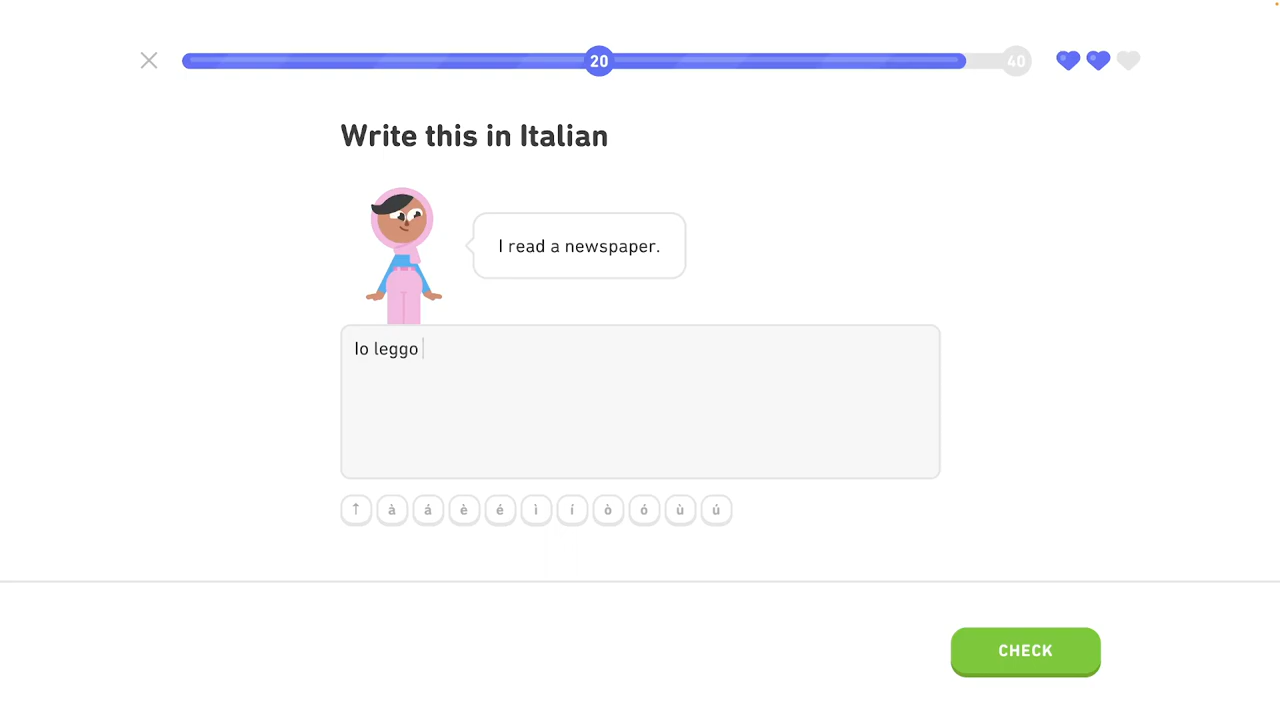 20
40
Write this in Italian
I read a newspaper.
Io leggo
↑ à á è é ì í ò ó ù ú
CHECK